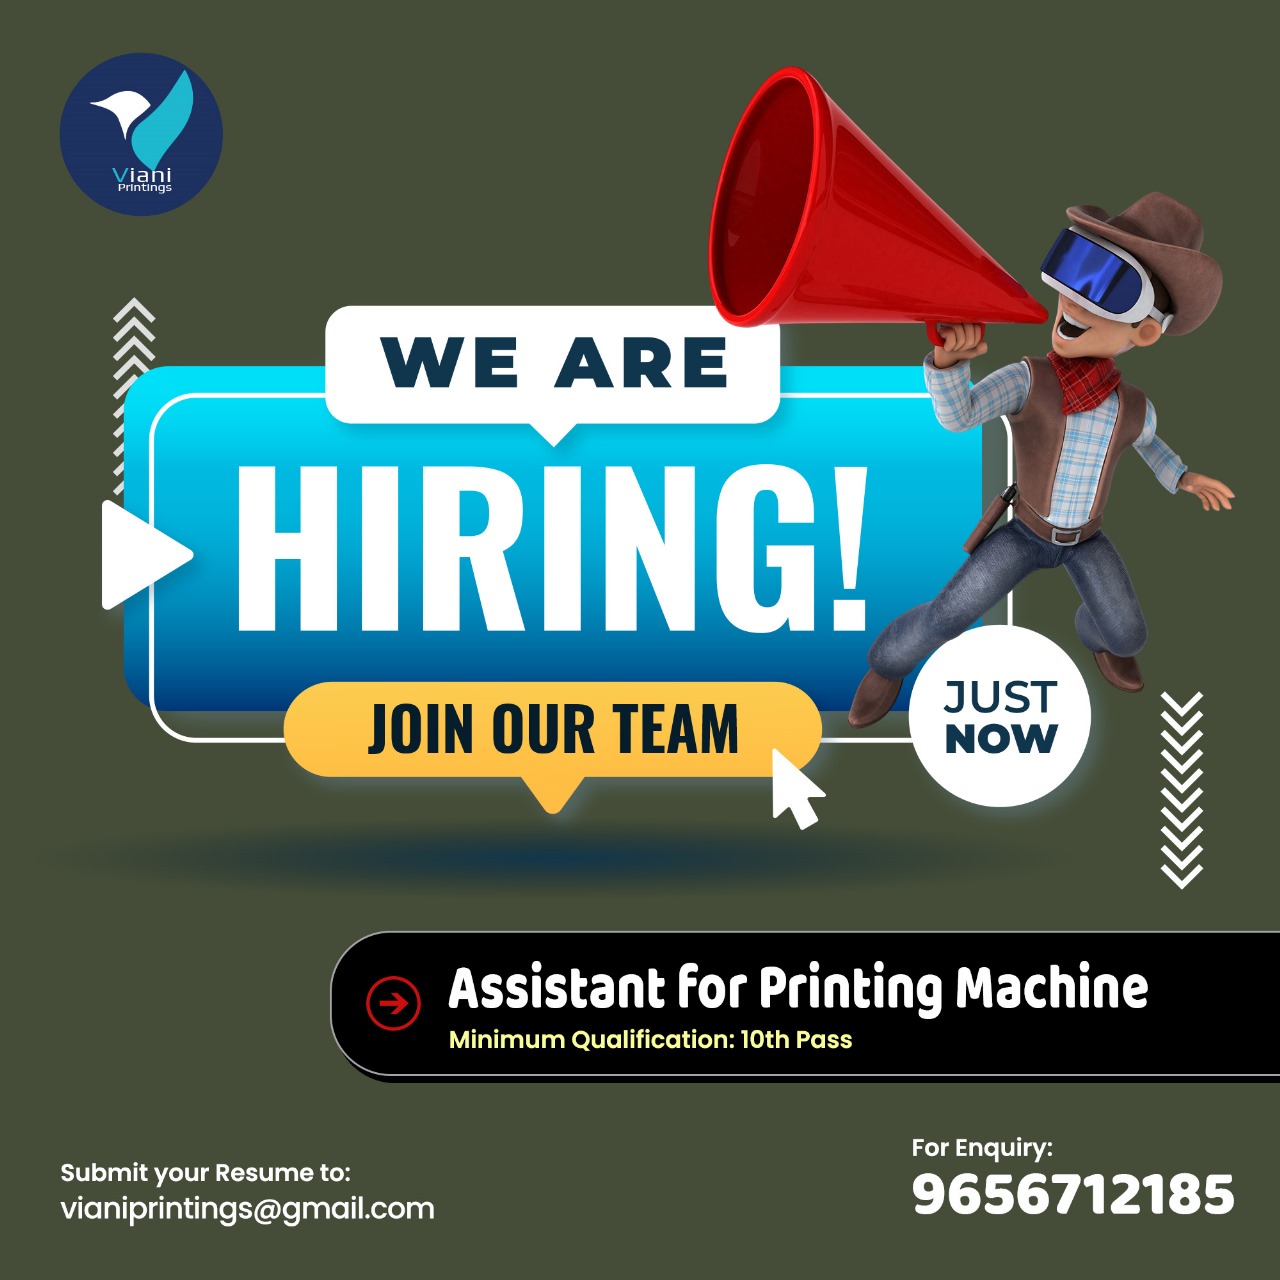 Viani
Printings
WE ARE
HIRING!
JOIN OUR TEAM
JUST
NOW
Assistant for Printing Machine
Minimum Qualification: 10th Pass
Submit your Resume to:
vianiprintings@gmail.com
For Enquiry:
9656712185